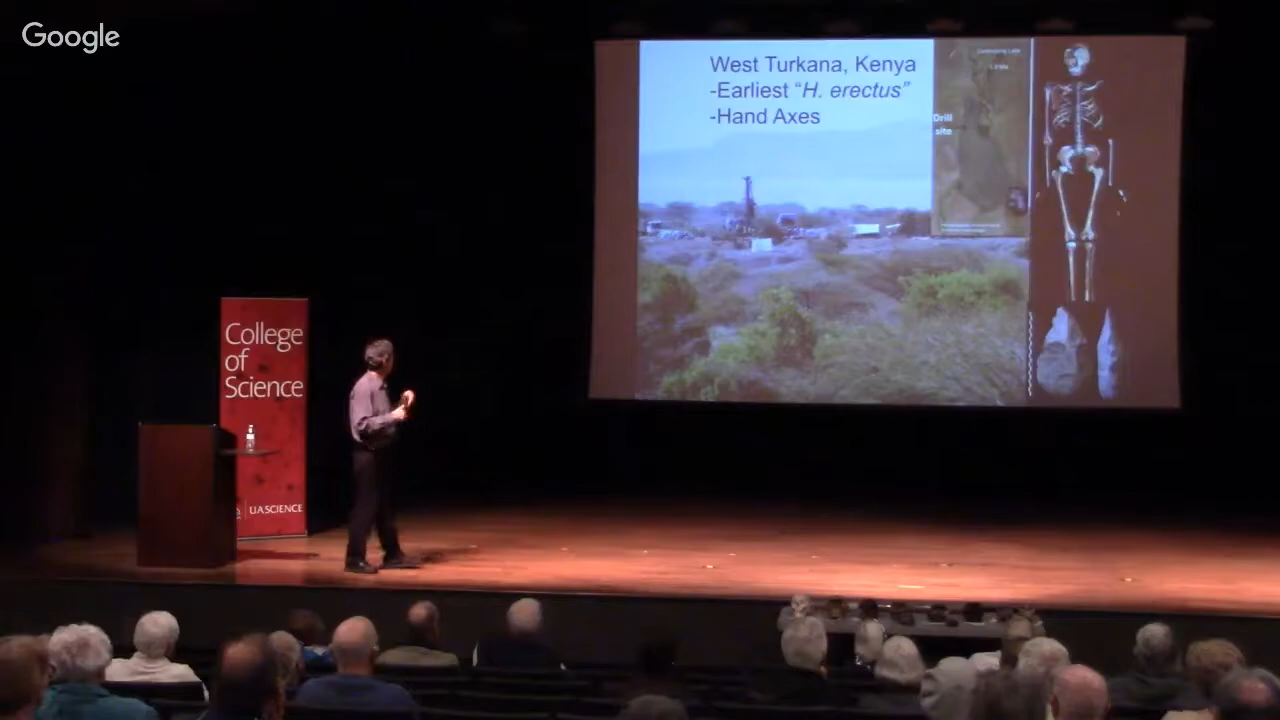 Google
West Turkana, Kenya
-Earliest “H. erectus”
-Hand Axes
Drill
site
College
of
Science
UASCIENCE